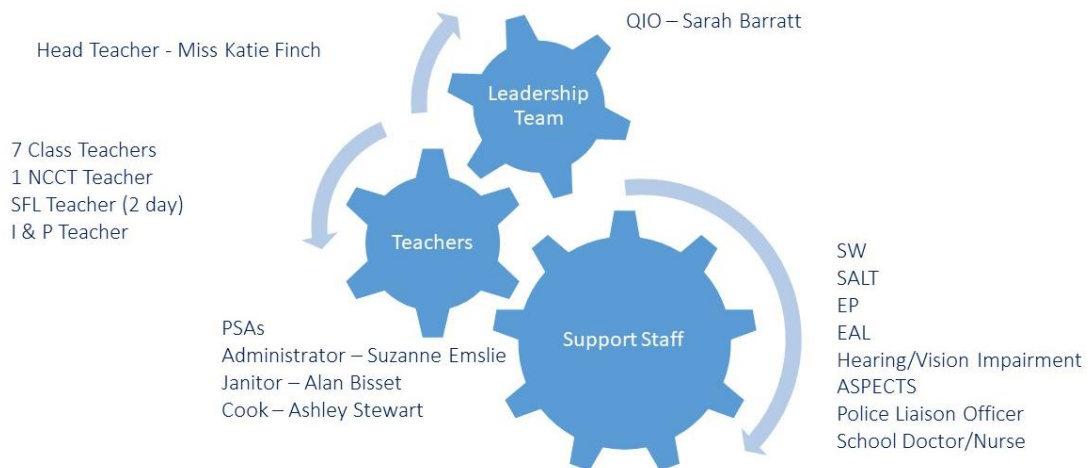 QIO – Sarah Barratt
Head Teacher - Miss Katie Finch
Leadership
Team
7 Class Teachers
1 NCCT Teacher
SFL Teacher (2 day)
I & P Teacher
Teachers
PSAs
Administrator – Suzanne Emslie
Janitor – Alan Bisset
Cook – Ashley Stewart
Support Staff
SW
SALT
EP
EAL
Hearing/Vision Impairment
ASPECTS
Police Liaison Officer
School Doctor/Nurse